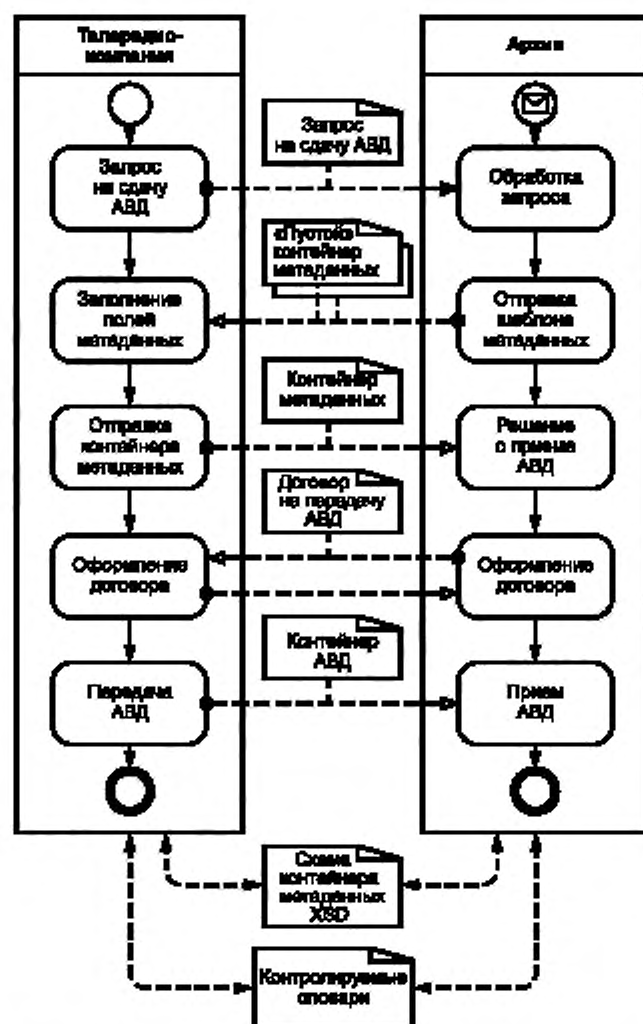 Телерадио-
компания
Архив
Запрос
на сдачу АВД
Запрос
на сдачу
АВД
Обработка
запроса
«Пустой»
контейнер
метаданных
Заполнение
полей
метаданных
Отправка
шаблона
метаданных
Контейнер
метаданных
Отправка
контейнера
метаданных
Решение
о приеме
АВД
Договор
на передачу
АВД
Оформление
договора
Оформление
договора
Контейнер
АВД
Передача
АВД
Прием
АВД
Схема
контейнера
метаданных
XSD
Контролируемые
словари